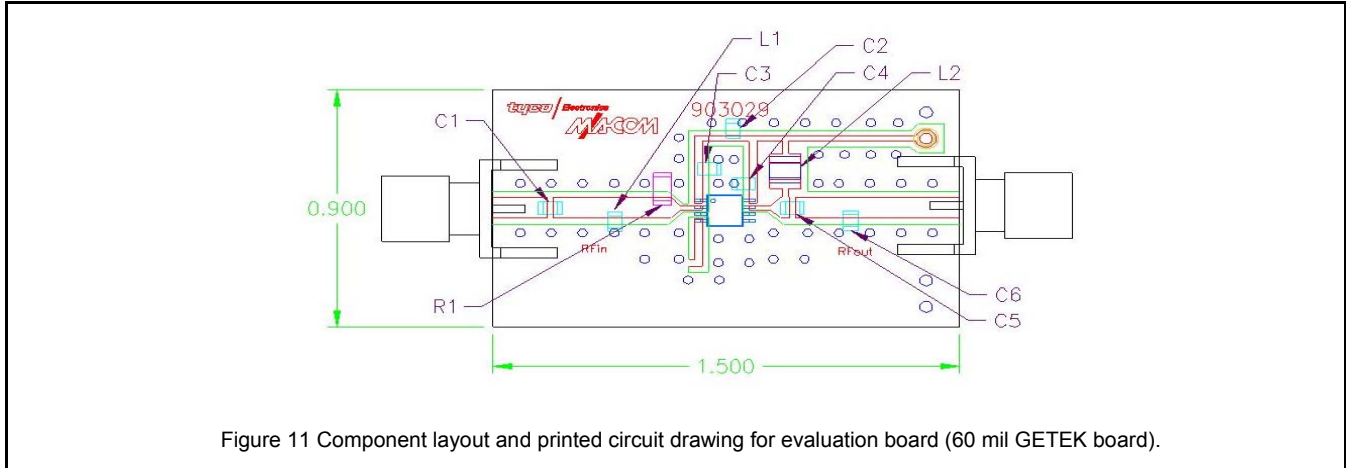 L1
C2
C3
C4
L2
tyco / Electronics
903029
M/A-COM
C1
0.900
RFin
RFout
R1
C6
C5
1.500
Figure 11 Component layout and printed circuit drawing for evaluation board (60 mil GETEK board).